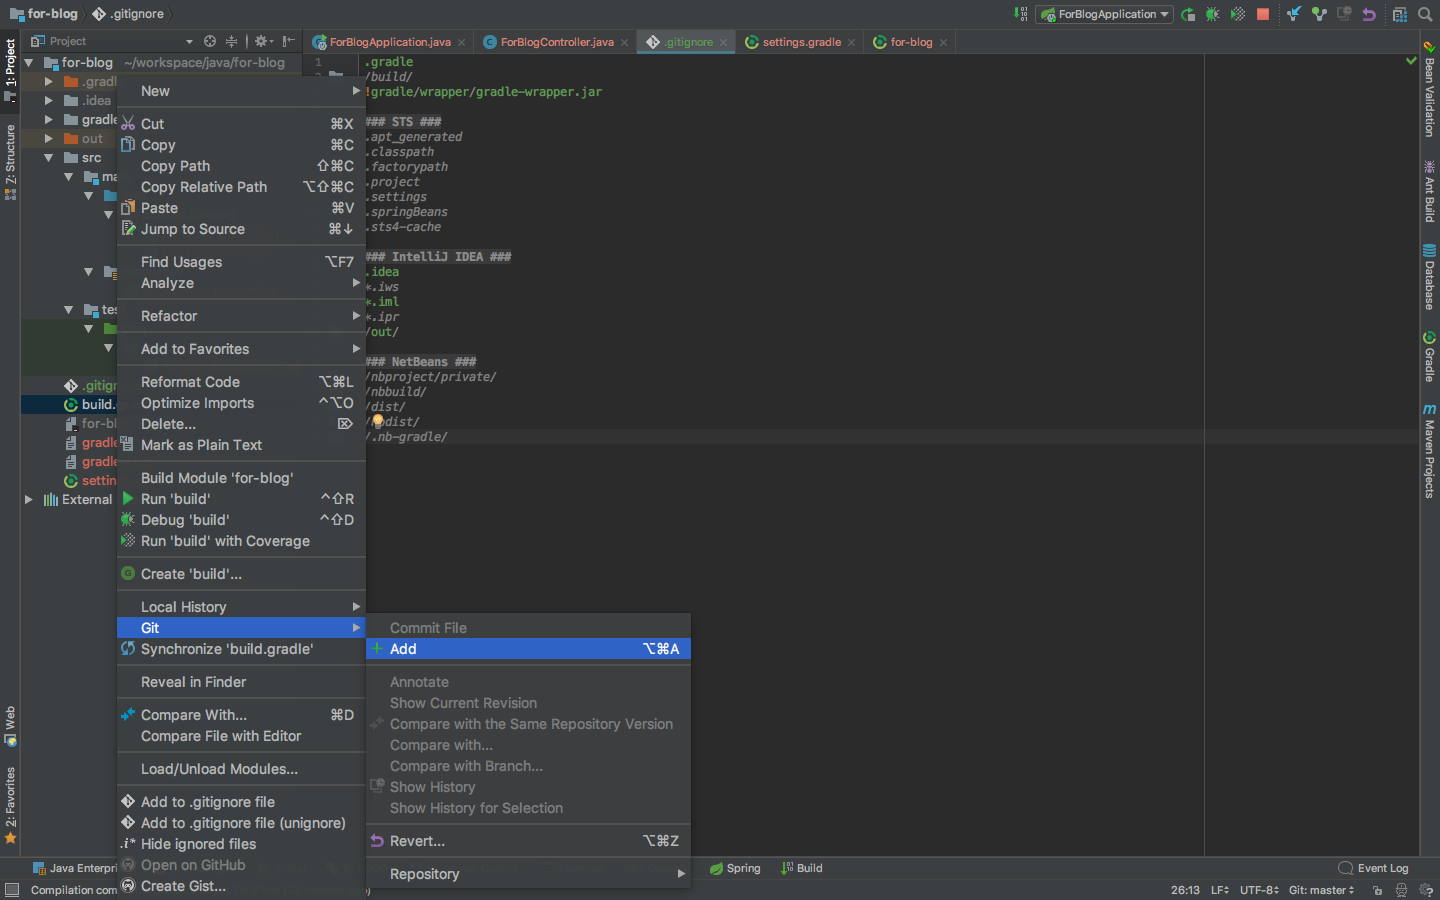 for-blog .gitignore
ForBlogApplication
Project
ForBlogApplication.java
ForBlogController.java
.gitignore
settings.gradle
for-blog
1: Project
Z: Structure
Web
2: Favorites
for-blog ~/workspace/java/for-blog
.gradl
.idea
gradle
out
src
ma
tes
.gitign
build.
for-bl
gradle
gradle
settin
External
New
Cut ⌘X
Copy ⌘C
Copy Path ⇧⌘C
Copy Relative Path ⌥⇧⌘C
Paste ⌘V
Jump to Source ⌘↓
Find Usages ⌥F7
Analyze
Refactor
Add to Favorites
Reformat Code ⌥⌘L
Optimize Imports ^⌥O
Delete... ⌦
Mark as Plain Text
Build Module 'for-blog'
Run 'build' ^⇧R
Debug 'build' ^⇧D
Run 'build' with Coverage
Create 'build'...
Local History
Git
Synchronize 'build.gradle'
Reveal in Finder
Compare With... ⌘D
Compare File with Editor
Load/Unload Modules...
Add to .gitignore file
Add to .gitignore file (unignore)
.i* Hide ignored files
Open on GitHub
Create Gist...
Commit File
Add ⌥⌘A
Annotate
Show Current Revision
Compare with the Same Repository Version
Compare with...
Compare with Branch...
Show History
Show History for Selection
Revert... ⌥⌘Z
Repository
1 .gradle
2 /build/
!gradle/wrapper/gradle-wrapper.jar
### STS ###
.apt_generated
.classpath
.factorypath
.project
.settings
.springBeans
.sts4-cache
### IntelliJ IDEA ###
.idea
*.iws
*.iml
*.ipr
/out/
### NetBeans ###
/nbproject/private/
/nbbuild/
/dist/
/nbdist/
/.nb-gradle/
Bean Validation
Ant Build
Database
Gradle
m Maven Projects
Java Enterpri
Spring
Build
Event Log
Compilation com
26:13 LF UTF-8 Git: master